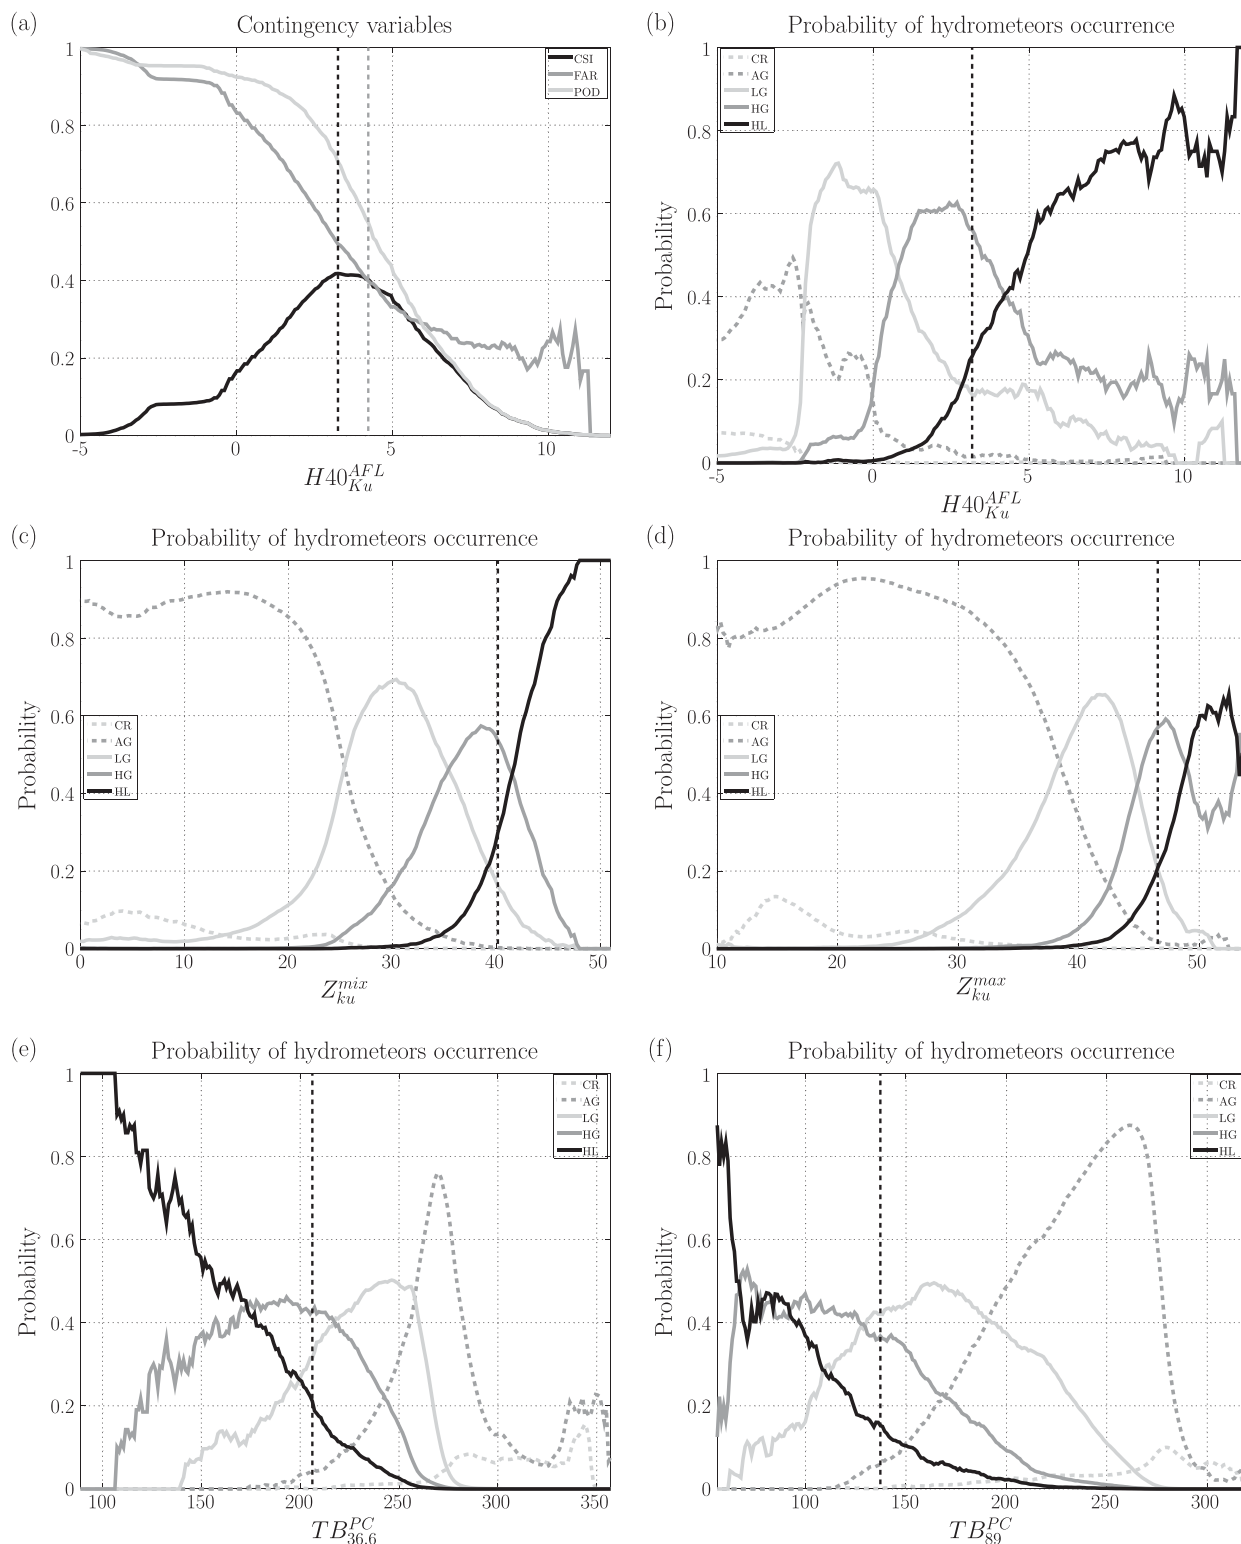 (a) Contingency variables
1
0.8
0.6
0.4
0.2
0
-5 0 5 10
CSI
FAR
POD
H40_{Ku}^{AFL}
(b) Probability of hydrometeors occurrence
Probability
1
0.8
0.6
0.4
0.2
0
-5 0 5 10
CR
AG
LG
HG
HL
H40_{Ku}^{AFL}
(c) Probability of hydrometeors occurrence
Probability
1
0.8
0.6
0.4
0.2
0
0 10 20 30 40 50
CR
AG
LG
HG
HL
Z_{ku}^{mix}
(d) Probability of hydrometeors occurrence
Probability
1
0.8
0.6
0.4
0.2
0
10 20 30 40 50
CR
AG
LG
HG
HL
Z_{ku}^{max}
(e) Probability of hydrometeors occurrence
Probability
1
0.8
0.6
0.4
0.2
0
100 150 200 250 300 350
CR
AG
LG
HG
HL
TB_{36,6}^{PC}
(f) Probability of hydrometeors occurrence
Probability
1
0.8
0.6
0.4
0.2
0
100 150 200 250 300
CR
AG
LG
HG
HL
TB_{89}^{PC}